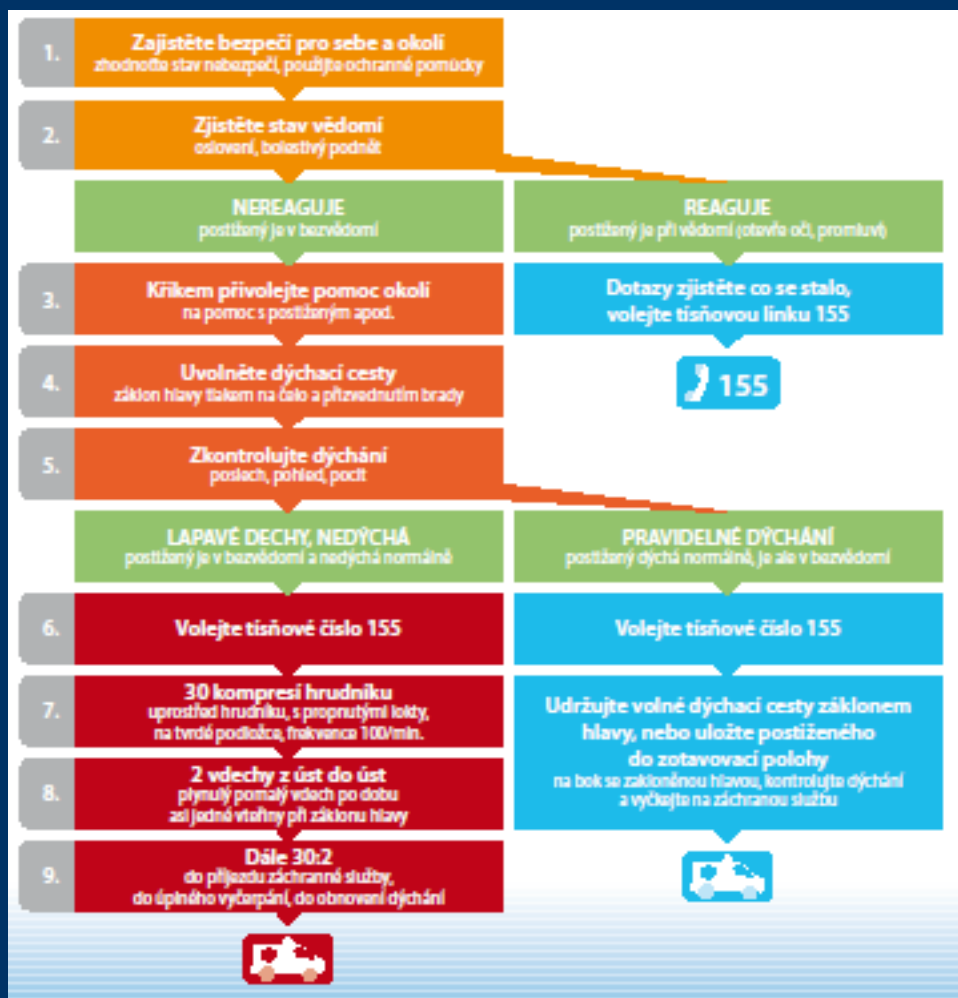 1.
Zajistěte bezpečí pro sebe a okolí
zhodnoťte stav nebezpečí, použijte ochranné pomůcky
2.
Zjistěte stav vědomí
oslovení, bolestivý podnět
NEREAGUJE
postižený je v bezvědomí
REAGUJE
postižený je při vědomí (otevře oči, promluví)
3.
Křikem přivolejte pomoc okolí
na pomoc s postiženým apod.
Dotazy zjistěte co se stalo,
volejte tísňovou linku 155
155
4.
Uvolněte dýchací cesty
záklon hlavy tlakem na čelo a přizvednutím brady
5.
Zkontrolujte dýchání
poslech, pohled, pocit
LAPAVÉ DECHY, NEDÝCHÁ
postižený je v bezvědomí a nedýchá normálně
PRAVIDELNÉ DÝCHÁNÍ
postižený dýchá normálně, je ale v bezvědomí
6.
Volejte tísňové číslo 155
Volejte tísňové číslo 155
7.
30 kompresí hrudníku
uprostřed hrudníku, s propnutými lokty,
na tvrdé podložce, frekvence 100/min.
Udržujte volné dýchací cesty záklonem
hlavy, nebo uložte postiženého
do zotavovací polohy
na bok se zakloněnou hlavou, kontrolujte dýchání
a vyčkejte na záchranou službu
8.
2 vdechy z úst do úst
plynulý pomalý vdech po dobu
asi jedné vteřiny při záklonu hlavy
9.
Dále 30:2
do příjezdu záchranné služby,
do úplného vyčerpání, do obnovení dýchání